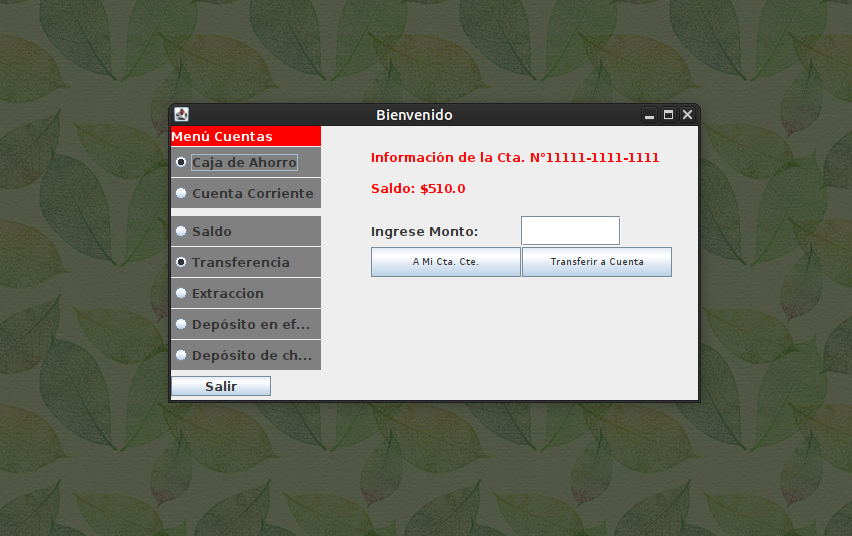 Bienvenido
Menú Cuentas
Caja de Ahorro
Cuenta Corriente
Saldo
Transferencia
Extraccion
Depósito en ef...
Depósito de ch...
Salir
Información de la Cta. N°11111-1111-1111
Saldo: $510.0
Ingrese Monto:
A Mi Cta. Cte.
Transferir a Cuenta